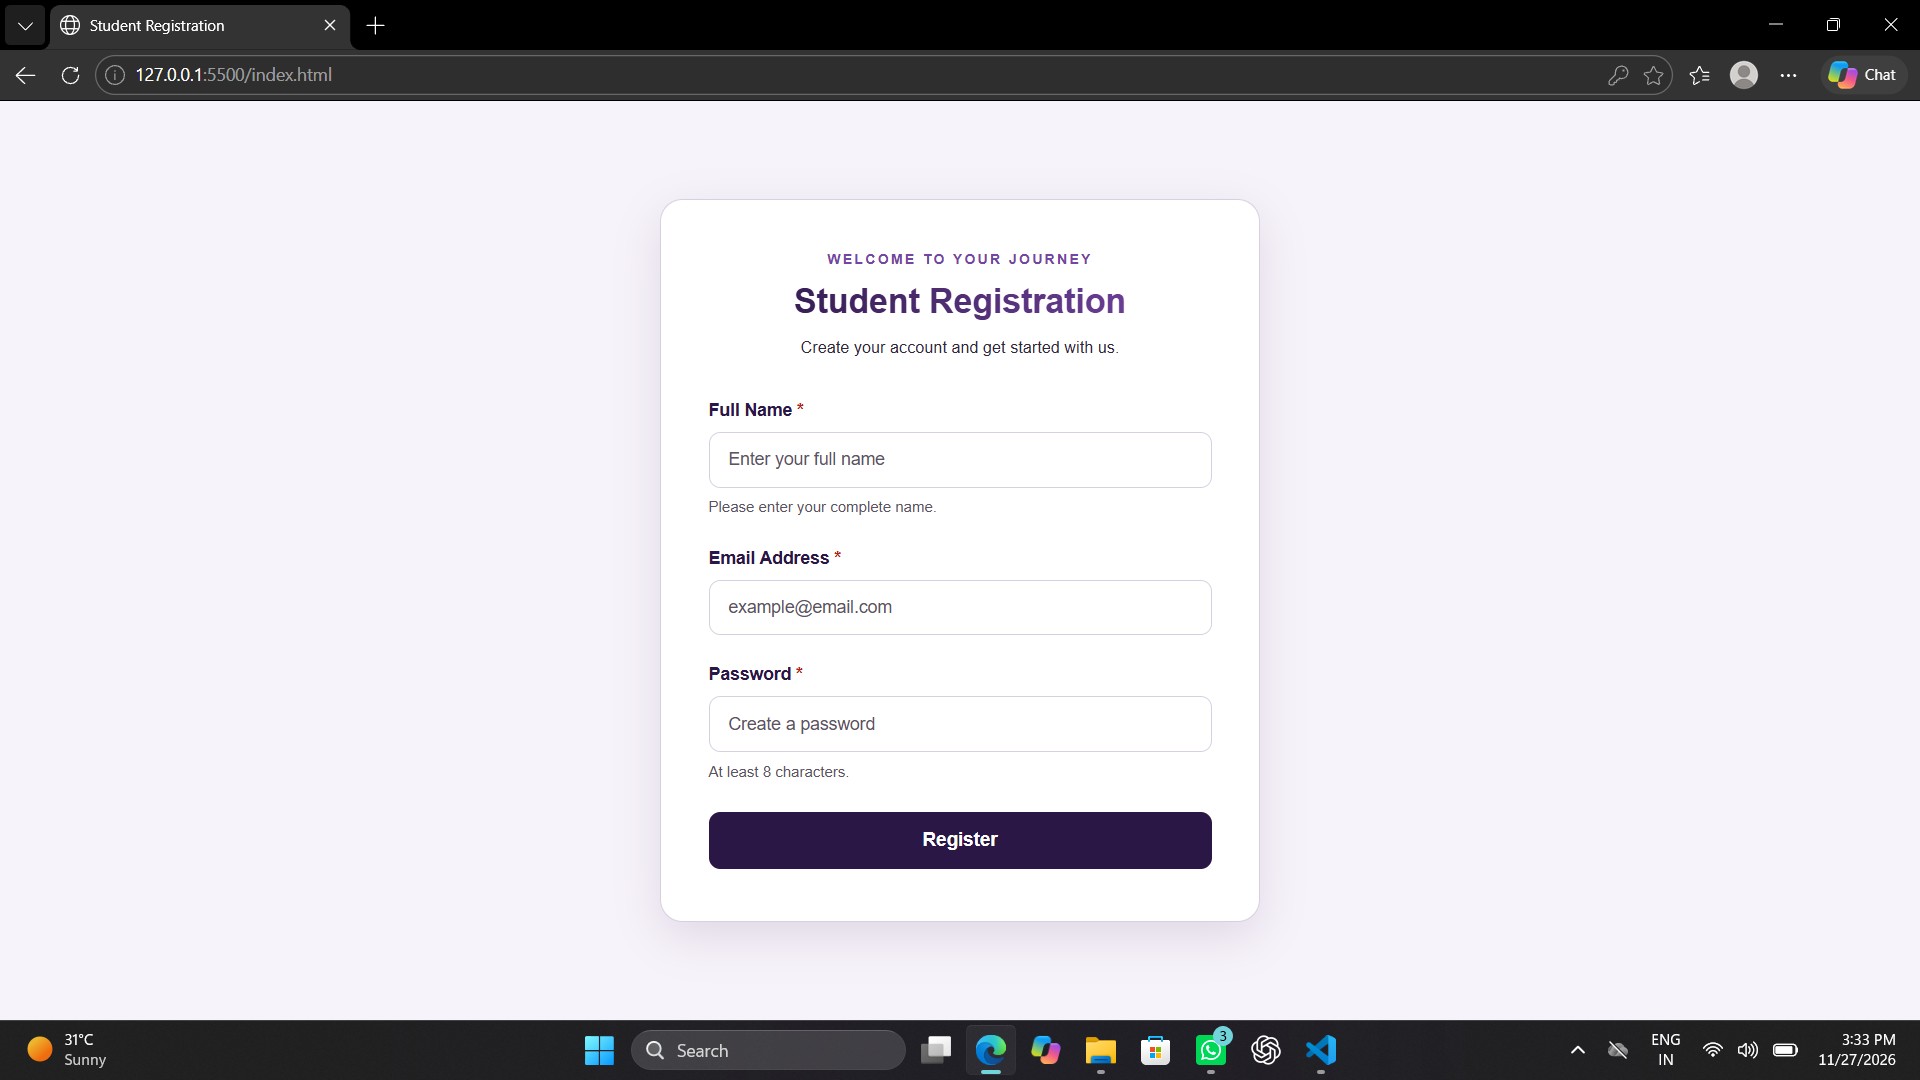 Student Registration
127.0.0.1:5500/index.html
Chat
WELCOME TO YOUR JOURNEY
Student Registration
Create your account and get started with us.
Full Name *
Enter your full name
Please enter your complete name.
Email Address *
example@email.com
Password *
Create a password
At least 8 characters.
Register
31°C
Sunny
Search
3
ENG
IN
3:33 PM
11/27/2026